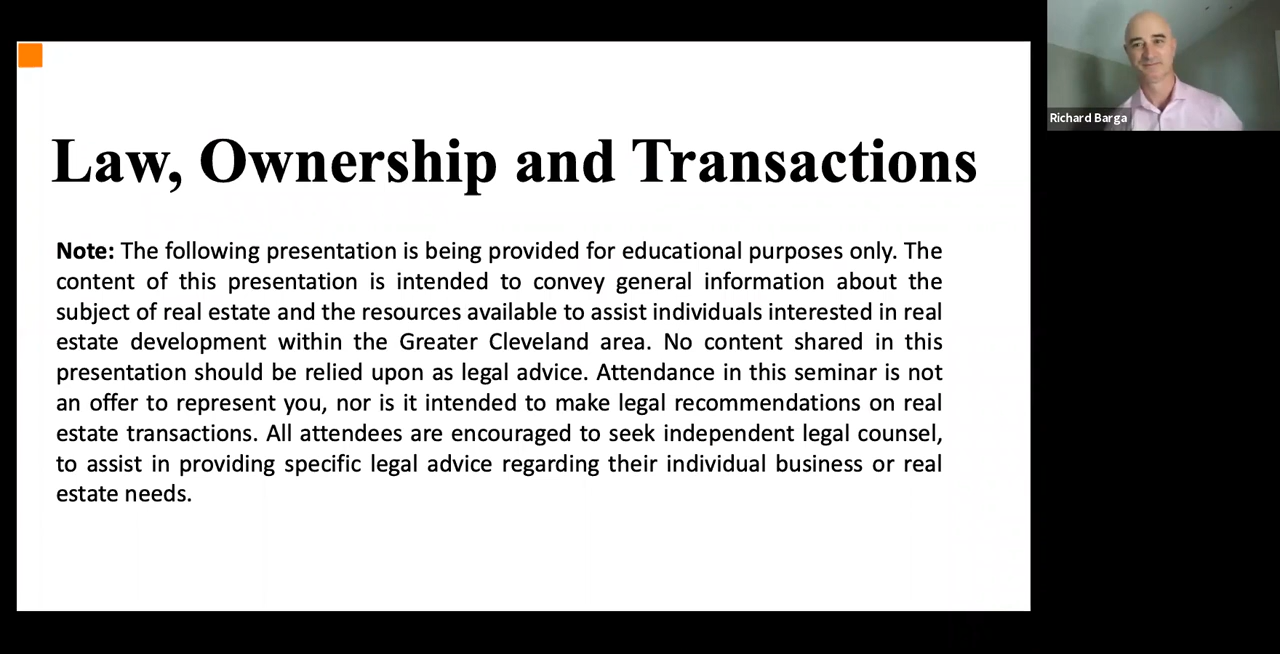 Law, Ownership and Transactions
Note: The following presentation is being provided for educational purposes only. The
content of this presentation is intended to convey general information about the
subject of real estate and the resources available to assist individuals interested in real
estate development within the Greater Cleveland area. No content shared in this
presentation should be relied upon as legal advice. Attendance in this seminar is not
an offer to represent you, nor is it intended to make legal recommendations on real
estate transactions. All attendees are encouraged to seek independent legal counsel,
to assist in providing specific legal advice regarding their individual business or real
estate needs.
Richard Barga